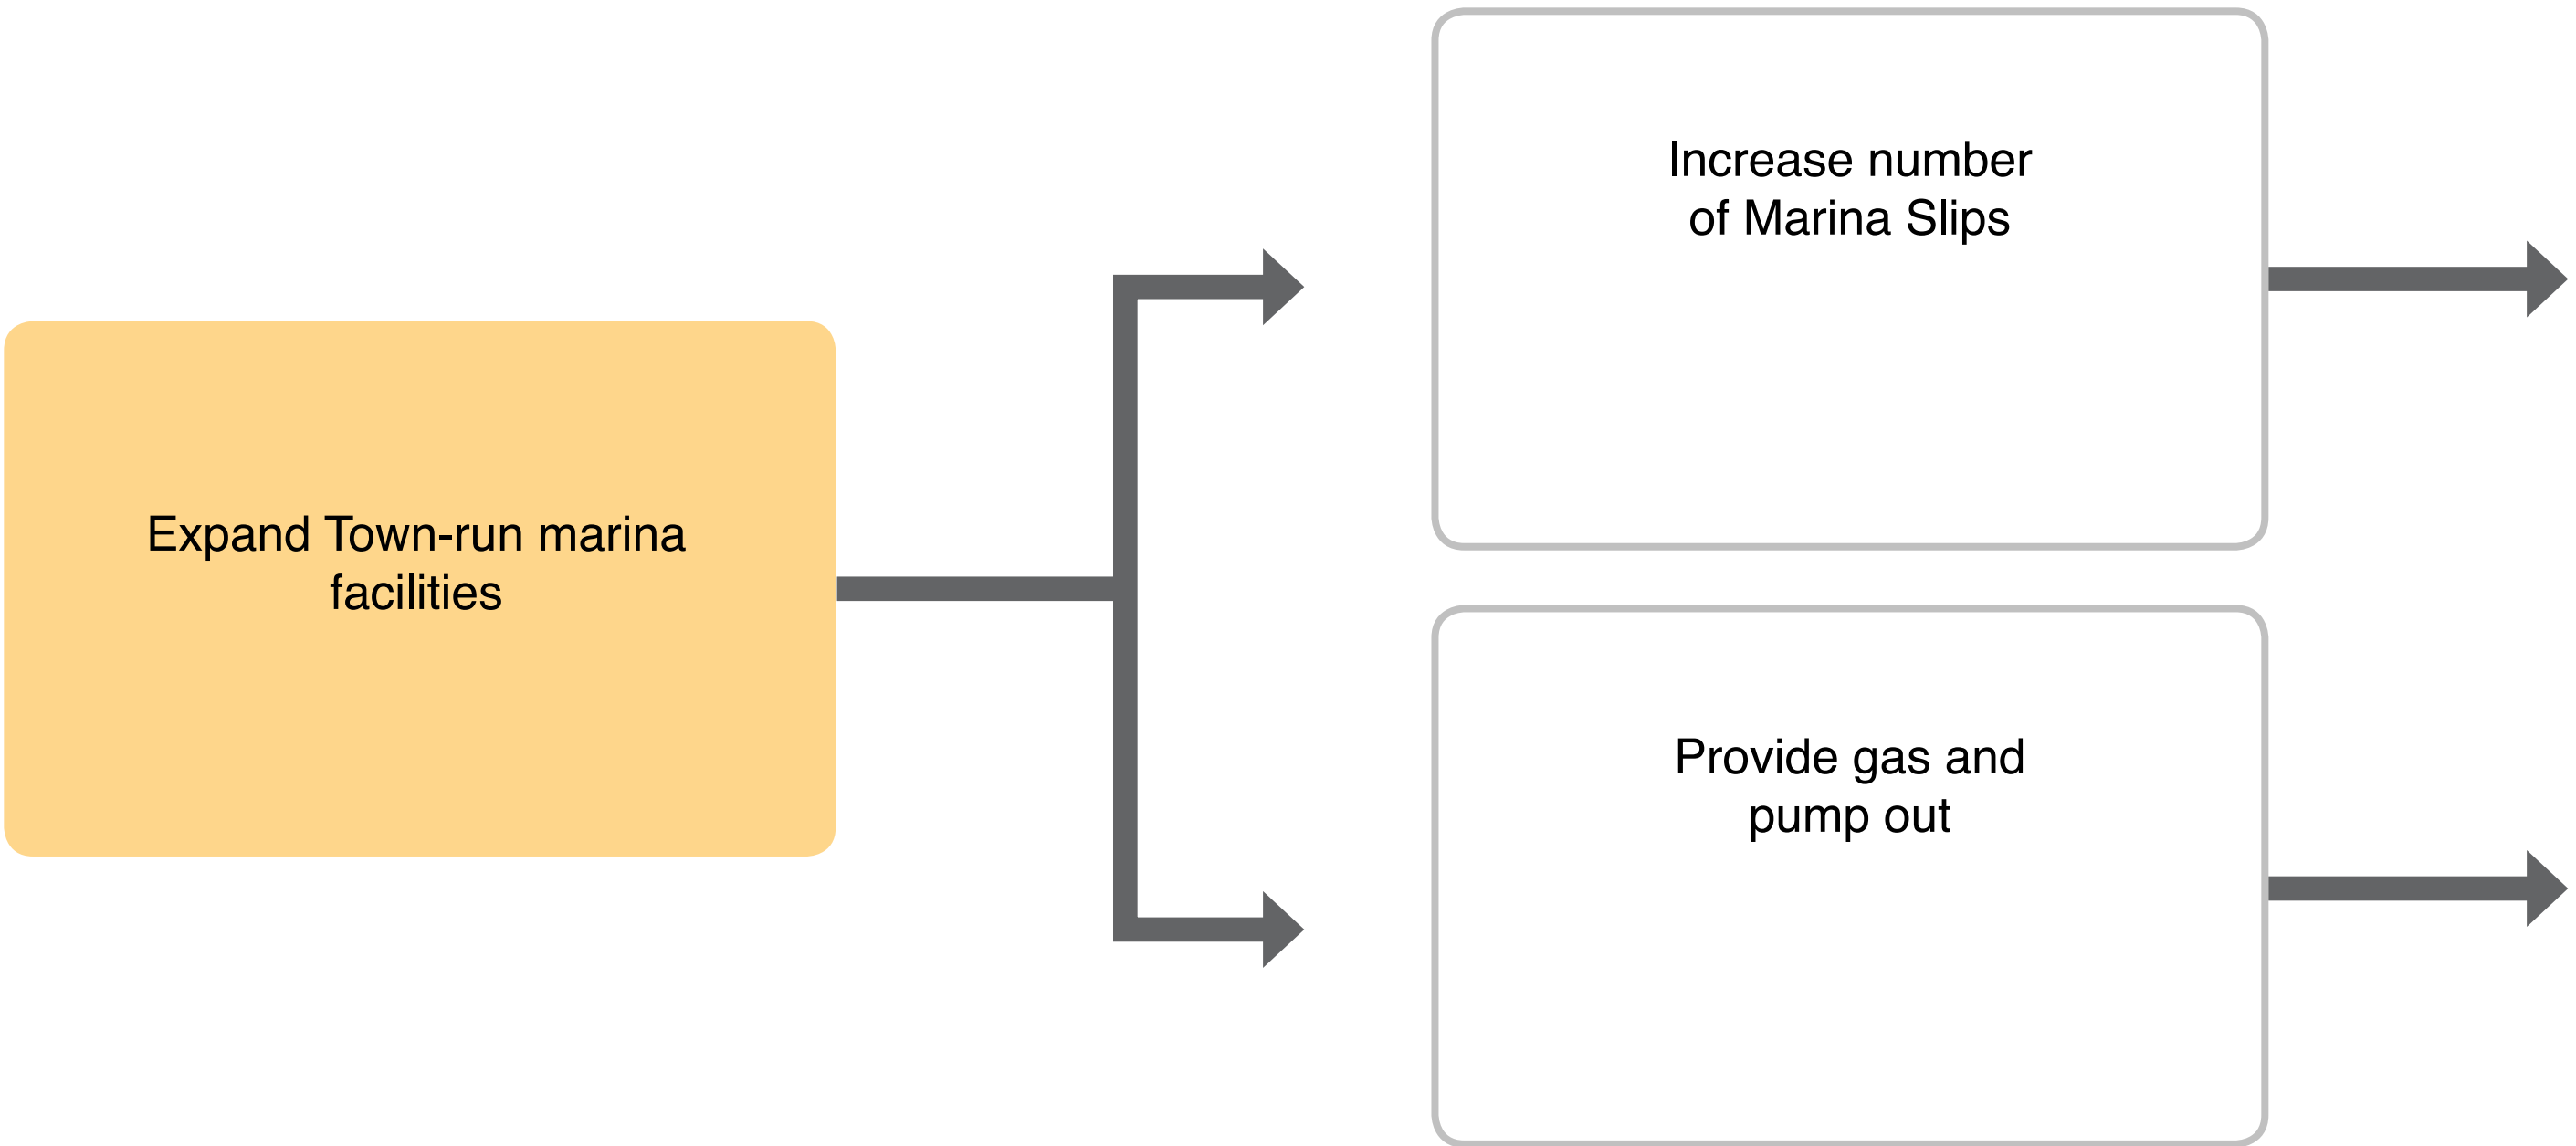 Increase number
of Marina Slips
Expand Town-run marina
facilities
Provide gas and
pump out